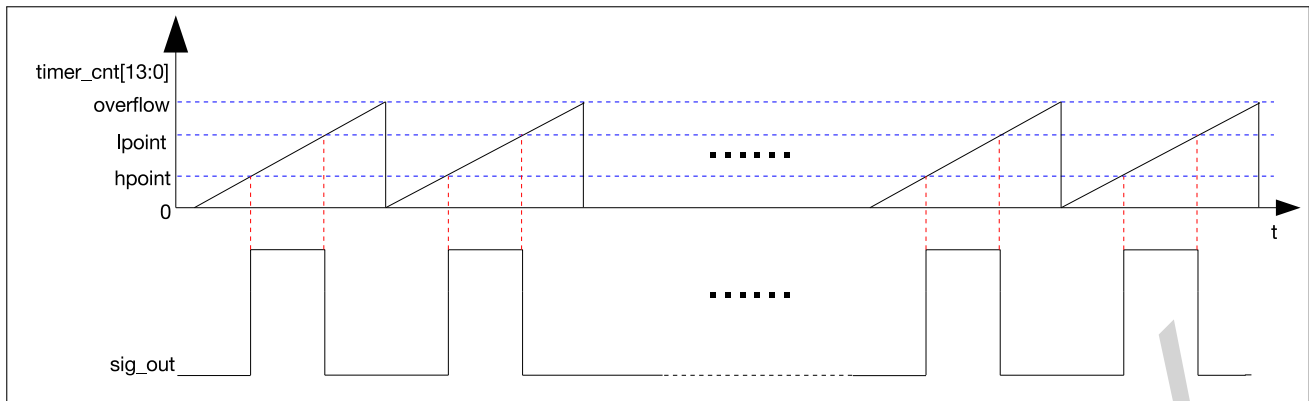 timer_cnt[13:0]
overflow
lpoint
hpoint
0
t
sig_out